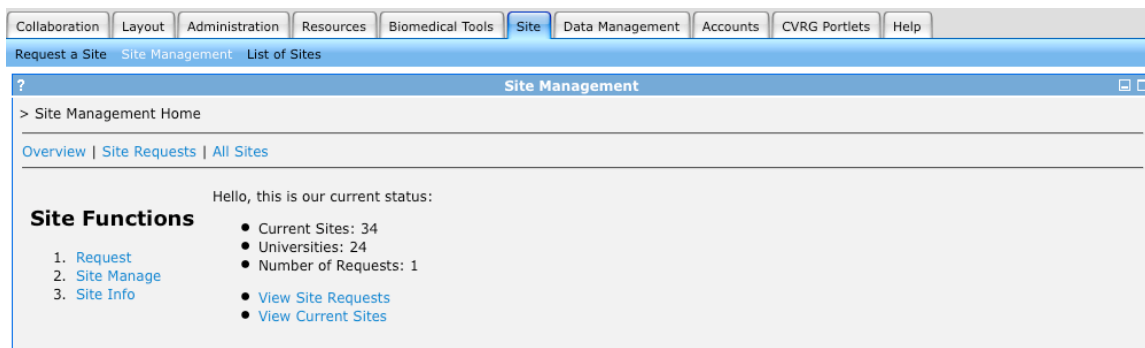 Collaboration Layout Administration Resources Biomedical Tools Site Data Management Accounts CVRG Portlets Help
Request a Site Site Management List of Sites
? Site Management
> Site Management Home
Overview | Site Requests | All Sites
Hello, this is our current status:
Site Functions
1. Request
2. Site Manage
3. Site Info
● Current Sites: 34
● Universities: 24
● Number of Requests: 1
● View Site Requests
● View Current Sites